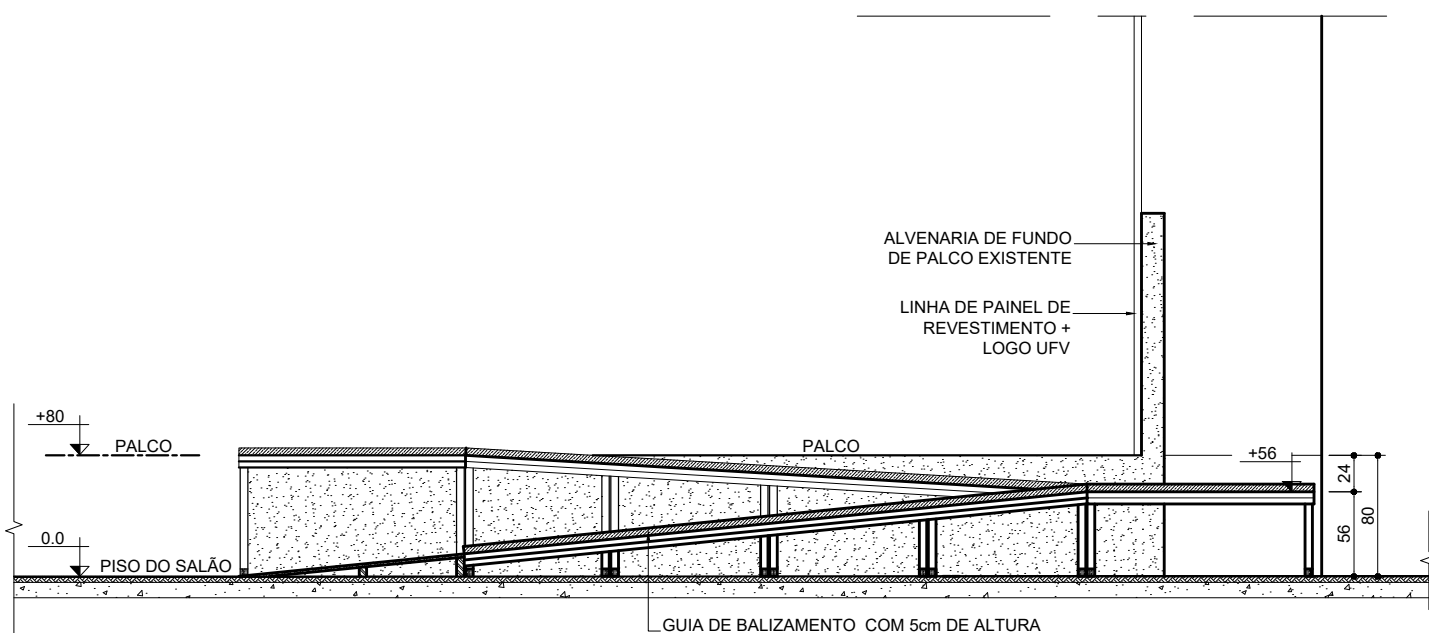 ALVENARIA DE FUNDO
DE PALCO EXISTENTE
LINHA DE PAINEL DE
REVESTIMENTO +
LOGO UFV
+80
PALCO
PALCO
+56
24
56
80
0.0
PISO DO SALÃO
GUIA DE BALIZAMENTO COM 5cm DE ALTURA